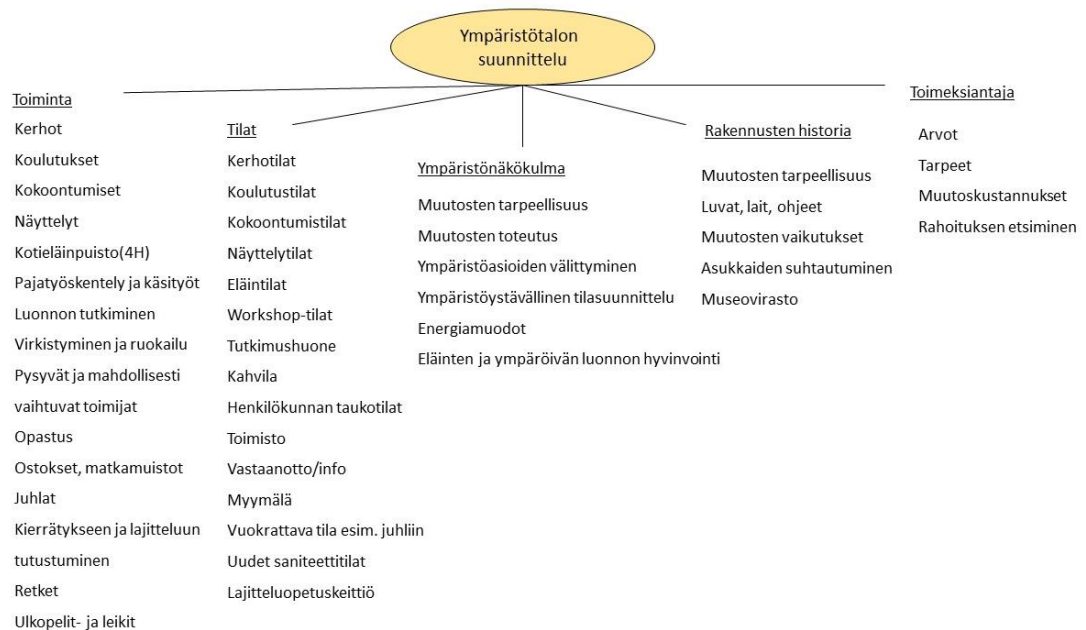 Ympäristötalon
suunnittelu
Toiminta
Kerhot
Koulutukset
Kokoontumiset
Näyttelyt
Kotieläinpuisto(4H)
Pajatyöskentely ja käsityöt
Luonnon tutkiminen
Virkistyminen ja ruokailu
Pysyvät ja mahdollisesti
vaihtuvat toimijat
Opastus
Ostokset, matkamuistot
Juhlat
Kierrätykseen ja lajitteluun
tutustuminen
Retket
Ulkopelit- ja leikit
Tilat
Kerhotilat
Koulutustilat
Kokoontumistilat
Näyttelytilat
Eläintilat
Workshop-tilat
Tutkimushuone
Kahvila
Henkilökunnan taukotilat
Toimisto
Vastaanotto/info
Myymälä
Vuokrattava tila esim. juhliin
Uudet saniteettitilat
Lajitteluopetuskeittiö
Ympäristönäkökulma
Muutosten tarpeellisuus
Muutosten toteutus
Ympäristöasioiden välittyminen
Ympäristöystävällinen tilasuunnittelu
Energiamuodot
Eläinten ja ympäröivän luonnon hyvinvointi
Rakennusten historia
Muutosten tarpeellisuus
Luvat, lait, ohjeet
Muutosten vaikutukset
Asukkaiden suhtautuminen
Museovirasto
Toimeksiantaja
Arvot
Tarpeet
Muutoskustannukset
Rahoituksen etsiminen